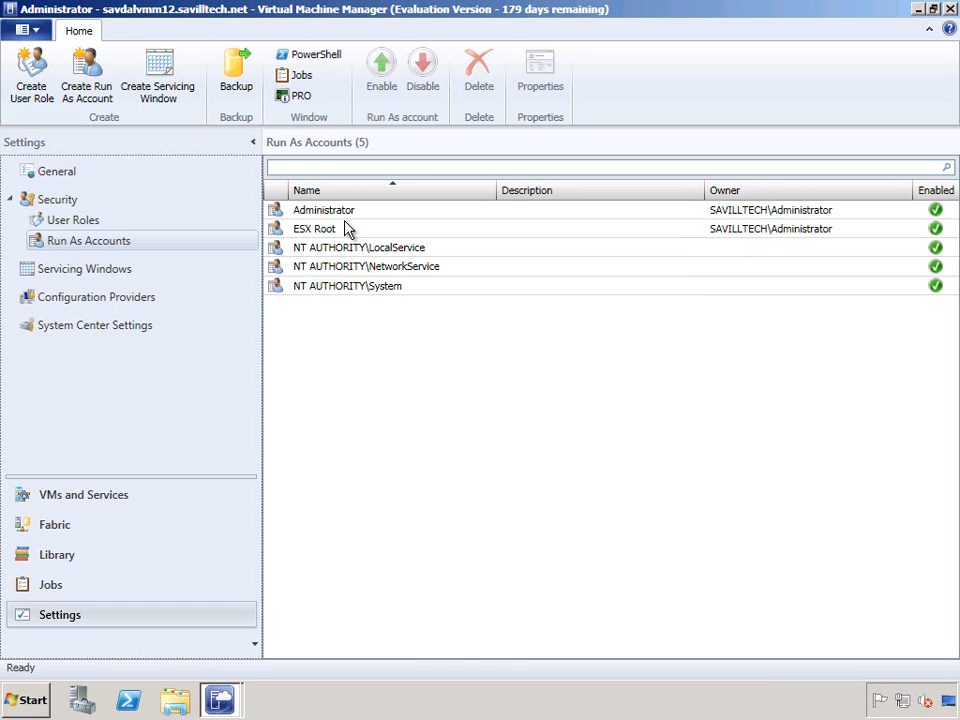 Administrator - savdalvmm12.savilltech.net - Virtual Machine Manager (Evaluation Version - 179 days remaining)
Home
Create User Role
Create Run As Account
Create Servicing Window
Create
Backup
Backup
PowerShell
Jobs
PRO
Window
Enable
Disable
Run As account
Delete
Delete
Properties
Properties
Settings
General
Security
User Roles
Run As Accounts
Servicing Windows
Configuration Providers
System Center Settings
VMs and Services
Fabric
Library
Jobs
Settings
Run As Accounts (5)
Name Description Owner Enabled
Administrator SAVILLTECH\Administrator
ESX Root SAVILLTECH\Administrator
NT AUTHORITY\LocalService
NT AUTHORITY\NetworkService
NT AUTHORITY\System
Ready
Start